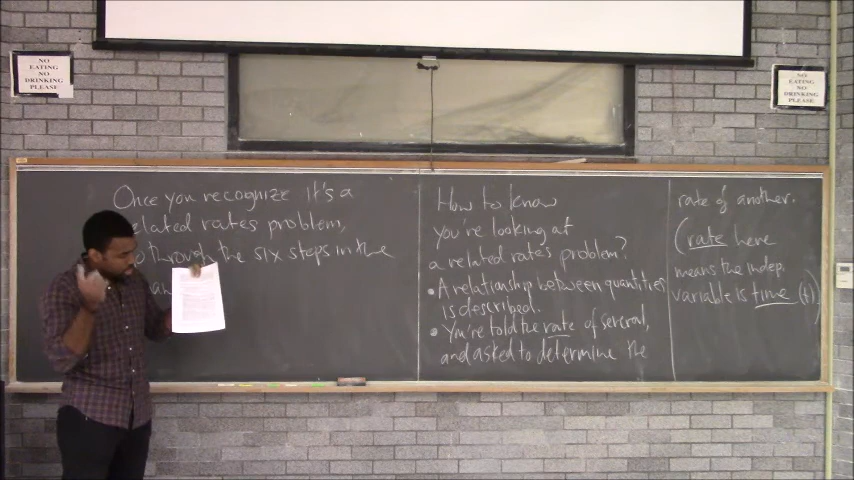 NO
EATING
NO
DRINKING
PLEASE
NO
EATING
NO
DRINKING
PLEASE
Once you recognize it's a
elated rates problem,
through the six steps in the
How to know
you're looking at
a related rates problem?
• A relationship between quantities
is described.
• You're told the rate of several,
and asked to determine the
rate of another.
(rate here
means the indep.
variable is time (t))